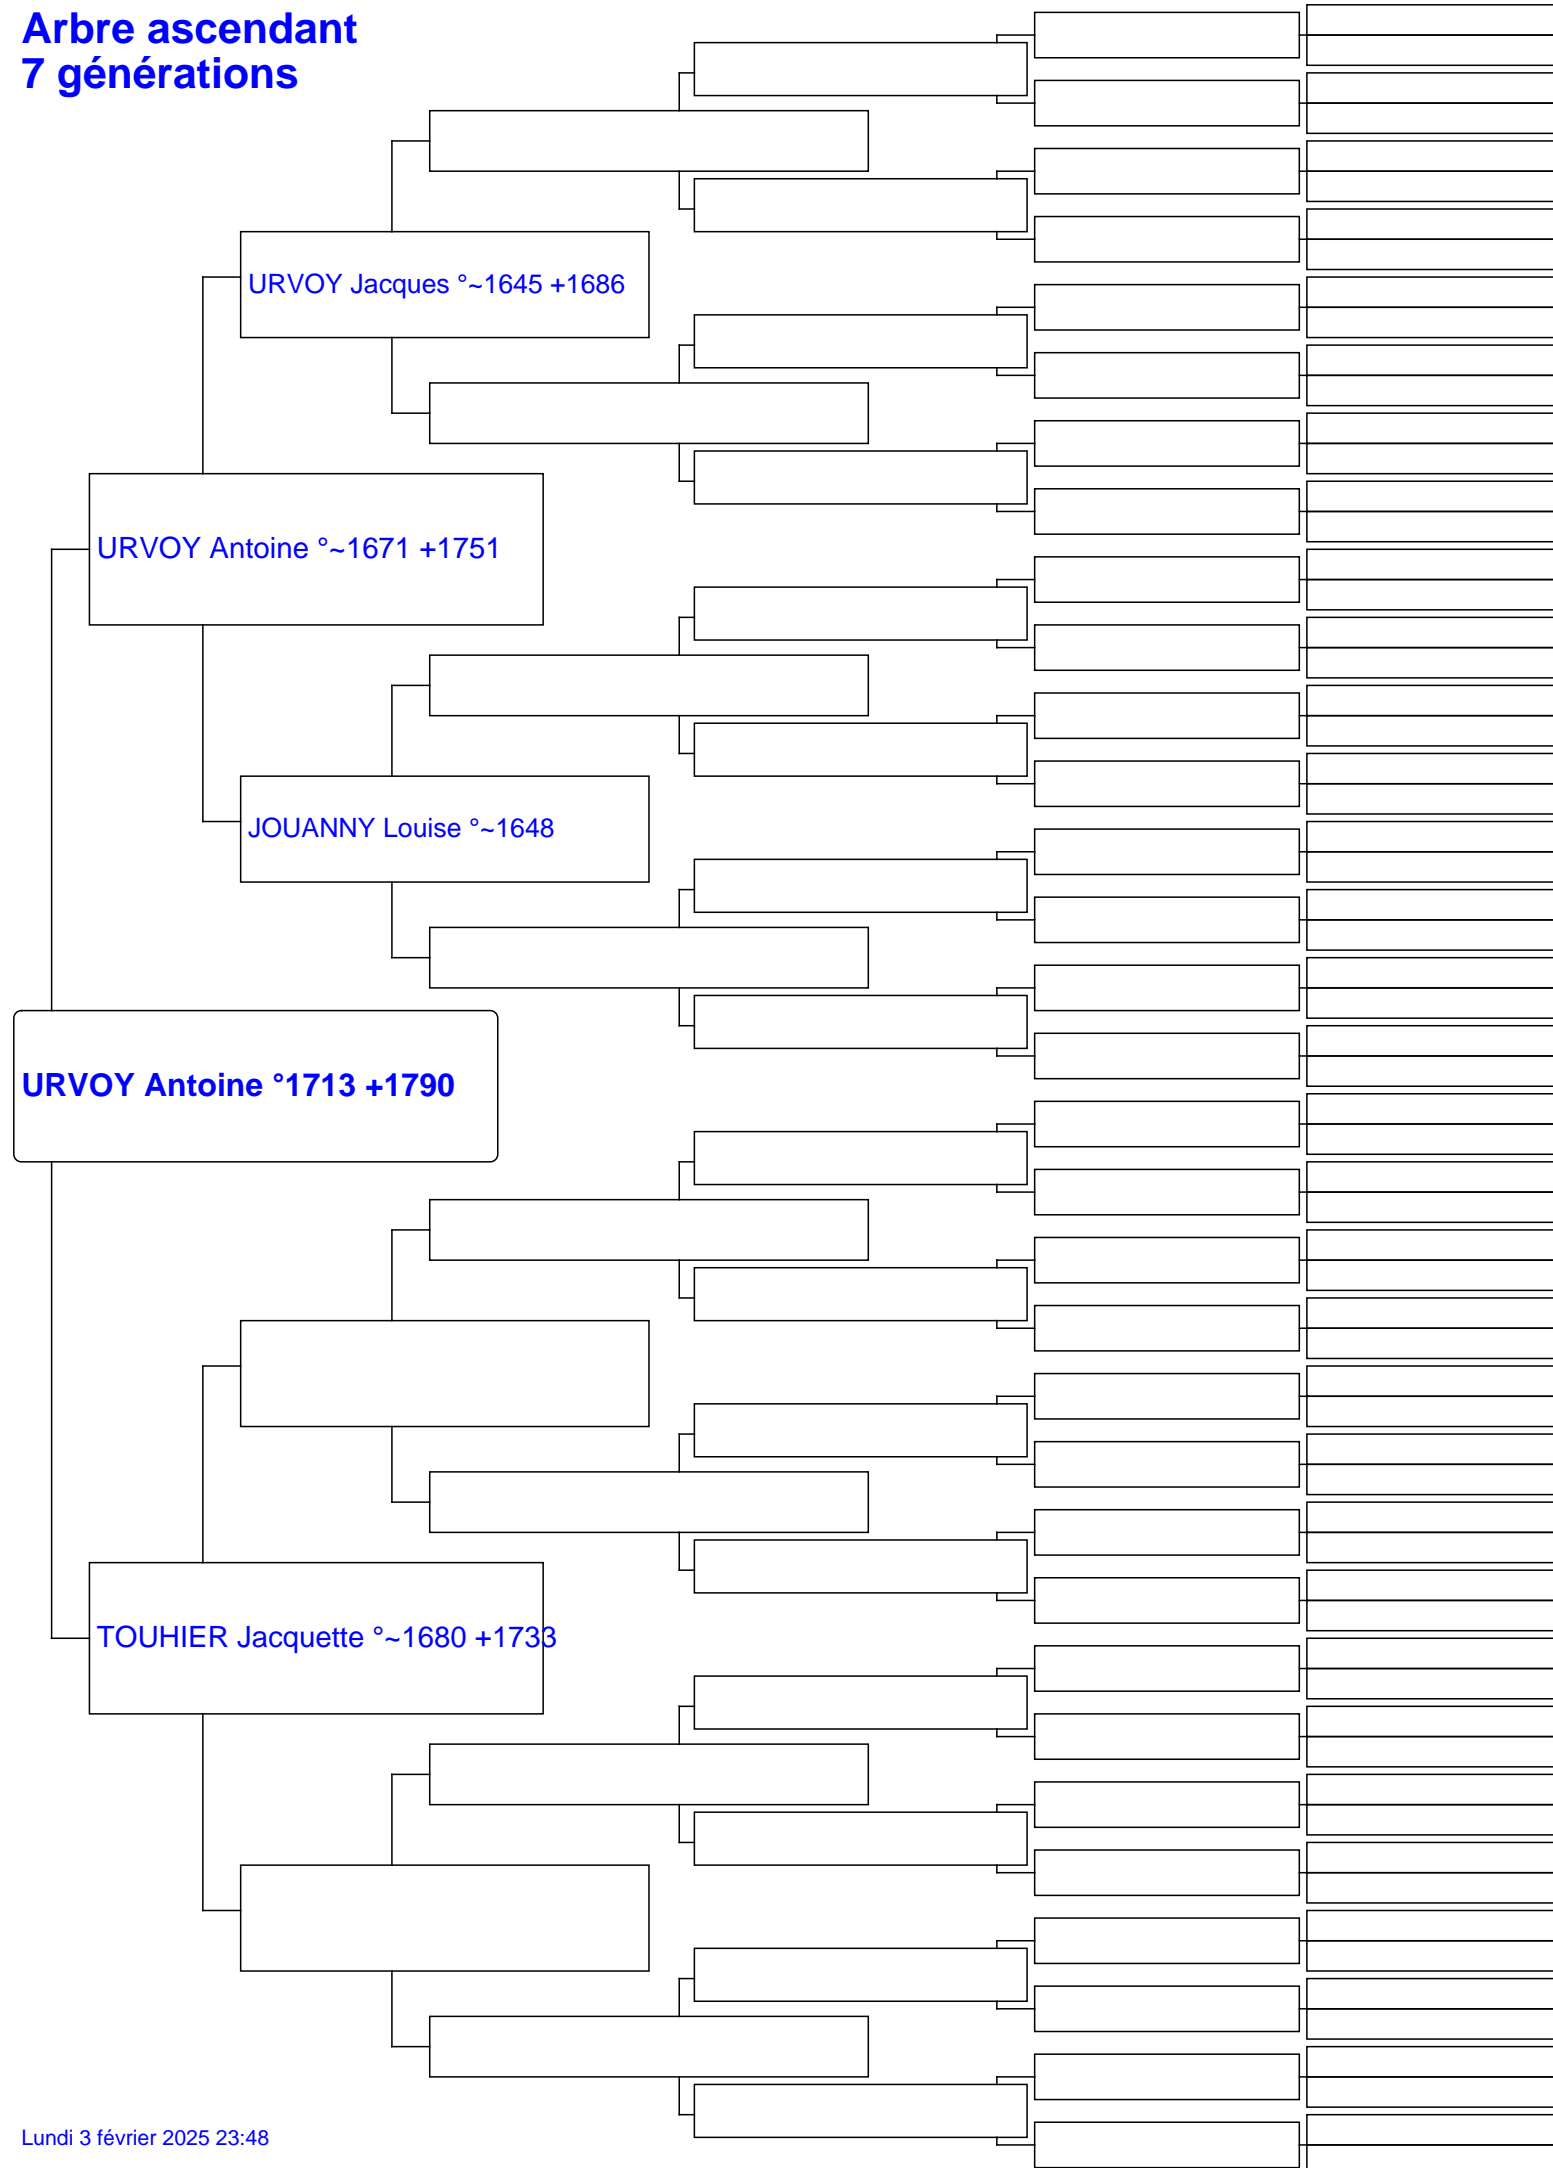 Arbre ascendant
7 générations
URVOY Jacques °~1645 +1686
URVOY Antoine °~1671 +1751
JOUANNY Louise °~1648
URVOY Antoine °1713 +1790
TOUHIER Jacquette °~1680 +1733
Lundi 3 février 2025 23:48